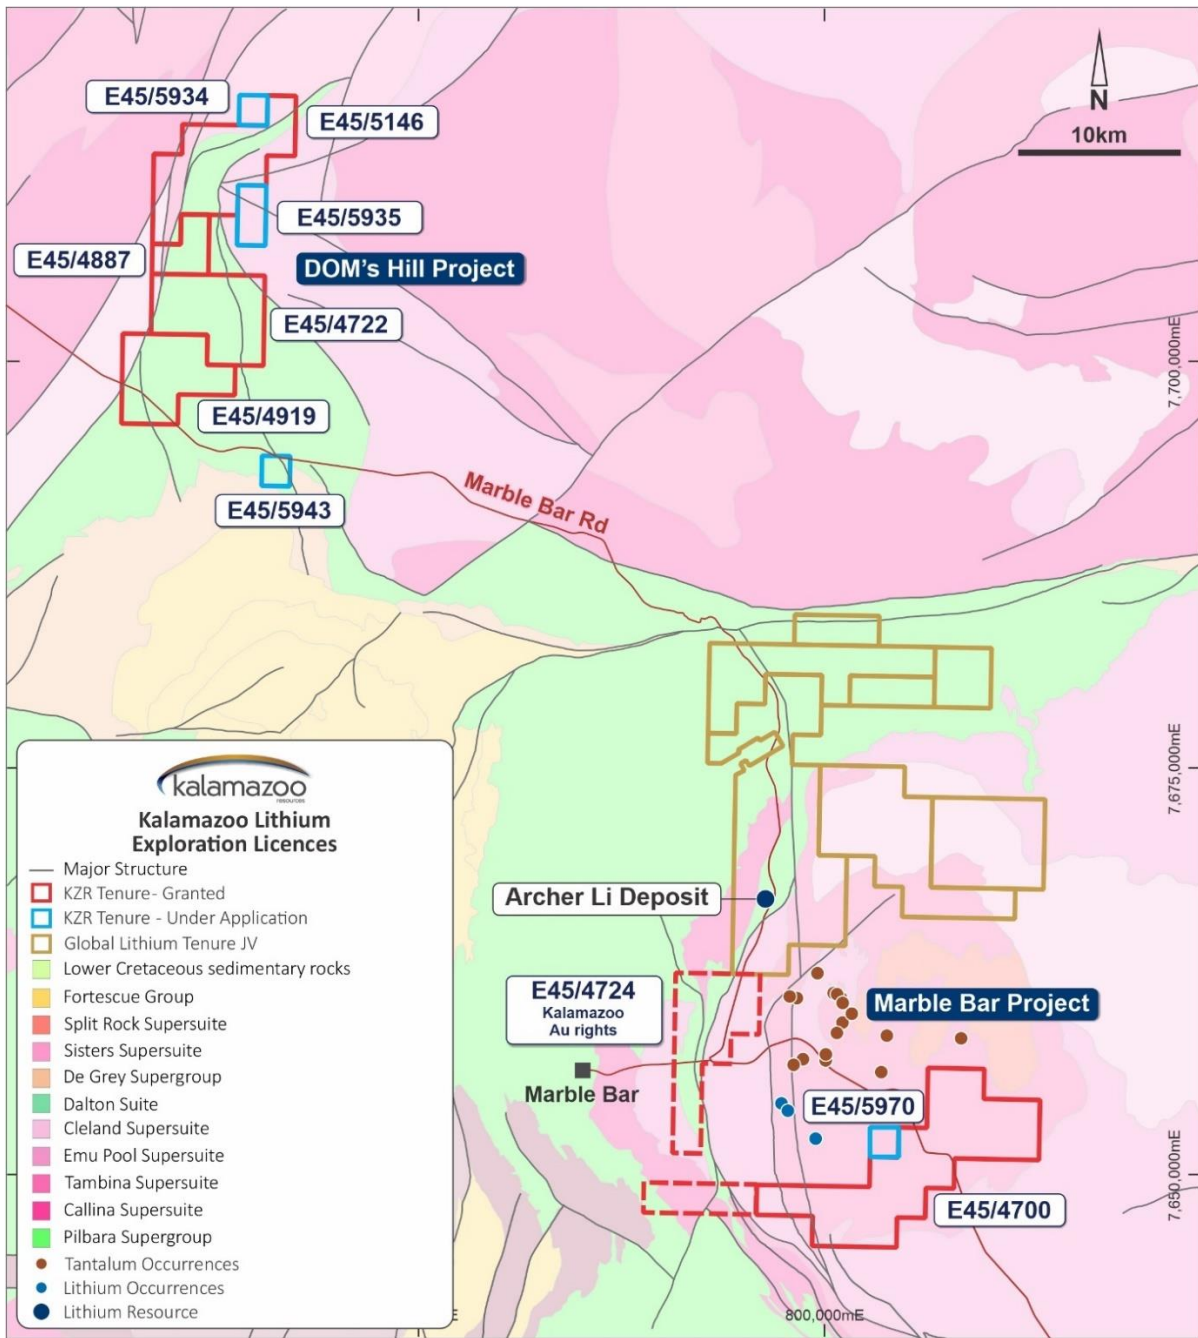 E45/5934
E45/5146
N
10km
E45/5935
E45/4887
DOM's Hill Project
E45/4722
7,700,000mE
E45/4919
E45/5943
Marble Bar Rd
7,675,000mE
kalamazoo
resources
Kalamazoo Lithium
Exploration Licences
Major Structure
KZR Tenure- Granted
KZR Tenure - Under Application
Global Lithium Tenure JV
Lower Cretaceous sedimentary rocks
Fortescue Group
Split Rock Supersuite
Sisters Supersuite
De Grey Supergroup
Dalton Suite
Cleland Supersuite
Emu Pool Supersuite
Tambina Supersuite
Callina Supersuite
Pilbara Supergroup
Tantalum Occurrences
Lithium Occurrences
Lithium Resource
Archer Li Deposit
E45/4724
Kalamazoo
Au rights
Marble Bar Project
Marble Bar
E45/5970
E45/4700
7,650,000mE
800,000mE